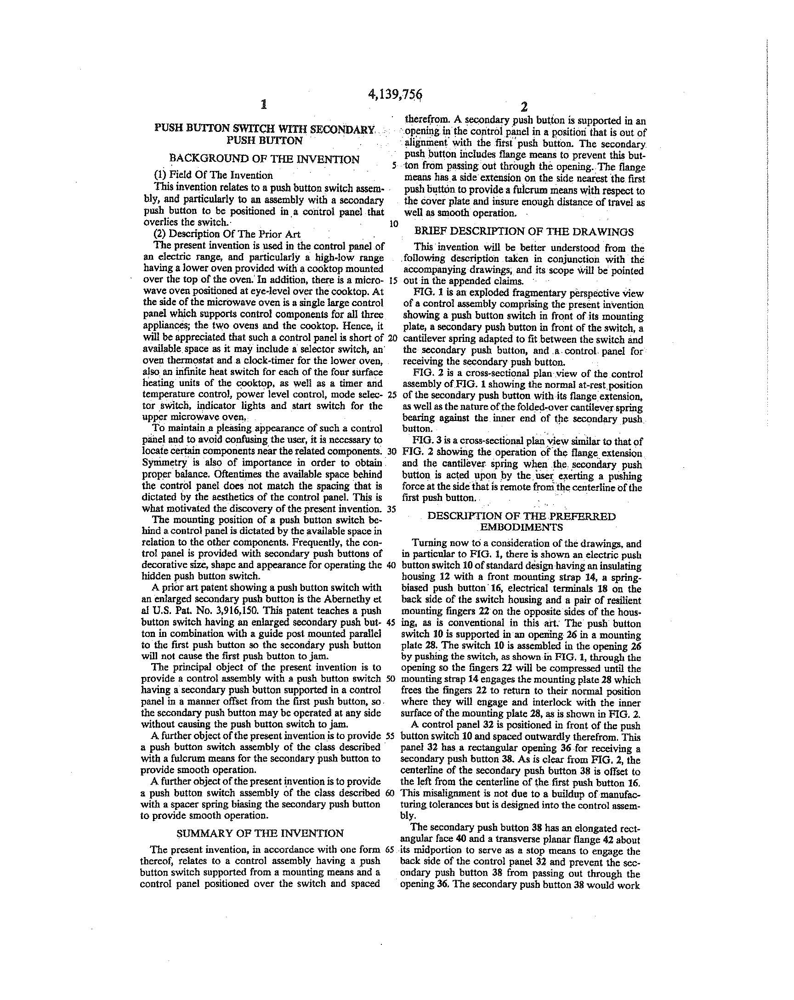 4,139,756
1
PUSH BUTTON SWITCH WITH SECONDARY
PUSH BUTTON
BACKGROUND OF THE INVENTION
(1) Field Of The Invention
This invention relates to a push button switch assem-
bly, and particularly to an assembly with a secondary
push button to be positioned in a control panel that
overlies the switch.
(2) Description Of The Prior Art
The present invention is used in the control panel of
an electric range, and particularly a high-low range
having a lower oven provided with a cooktop mounted
over the top of the oven. In addition, there is a micro-
wave oven positioned at eye-level over the cooktop. At
the side of the microwave oven is a single large control
panel which supports control components for all three
appliances; the two ovens and the cooktop. Hence, it
will be appreciated that such a control panel is short of
available space as it may include a selector switch, an
oven thermostat and a clock-timer for the lower oven,
also an infinite heat switch for each of the four surface
heating units of the cooktop, as well as a timer and
temperature control, power level control, mode selec-
tor switch, indicator lights and start switch for the
upper microwave oven.
To maintain a pleasing appearance of such a control
panel and to avoid confusing the user, it is necessary to
locate certain components near the related components.
Symmetry is also of importance in order to obtain
proper balance. Oftentimes the available space behind
the control panel does not match the spacing that is
dictated by the aesthetics of the control panel. This is
what motivated the discovery of the present invention.
The mounting position of a push button switch be-
hind a control panel is dictated by the available space in
relation to the other components. Frequently, the con-
trol panel is provided with secondary push buttons of
decorative size, shape and appearance for operating the
hidden push button switch.
A prior art patent showing a push button switch with
an enlarged secondary push button is the Abernethy et
al U.S. Pat. No. 3,916,150. This patent teaches a push
button switch having an enlarged secondary push but-
ton in combination with a guide post mounted parallel
to the first push button so the secondary push button
will not cause the first push button to jam.
The principal object of the present invention is to
provide a control assembly with a push button switch
having a secondary push button supported in a control
panel in a manner offset from the first push button, so
the secondary push button may be operated at any side
without causing the push button switch to jam.
A further object of the present invention is to provide
a push button switch assembly of the class described
with a fulcrum means for the secondary push button to
provide smooth operation.
A further object of the present invention is to provide
a push button switch assembly of the class described
with a spacer spring biasing the secondary push button
to provide smooth operation.
SUMMARY OF THE INVENTION
The present invention, in accordance with one form
thereof, relates to a control assembly having a push
button switch supported from a mounting means and a
control panel positioned over the switch and spaced
5
10
15
20
25
30
35
40
45
50
55
60
65
2
therefrom. A secondary push button is supported in an
opening in the control panel in a position that is out of
alignment with the first push button. The secondary
push button includes flange means to prevent this but-
ton from passing out through the opening. The flange
means has a side extension on the side nearest the first
push button to provide a fulcrum means with respect to
the cover plate and insure enough distance of travel as
well as smooth operation.
BRIEF DESCRIPTION OF THE DRAWINGS
This invention will be better understood from the
following description taken in conjunction with the
accompanying drawings, and its scope will be pointed
out in the appended claims.
FIG. 1 is an exploded fragmentary perspective view
of a control assembly comprising the present invention
showing a push button switch in front of its mounting
plate, a secondary push button in front of the switch, a
cantilever spring adapted to fit between the switch and
the secondary push button, and a control panel for
receiving the secondary push button.
FIG. 2 is a cross-sectional plan view of the control
assembly of FIG. 1 showing the normal at-rest position
of the secondary push button with its flange extension,
as well as the nature of the folded-over cantilever spring
bearing against the inner end of the secondary push
button.
FIG. 3 is a cross-sectional plan view similar to that of
FIG. 2 showing the operation of the flange extension
and the cantilever spring when the secondary push
button is acted upon by the user exerting a pushing
force at the side that is remote from the centerline of the
first push button.
DESCRIPTION OF THE PREFERRED
EMBODIMENTS
Turning now to a consideration of the drawings, and
in particular to FIG. 1, there is shown an electric push
button switch 10 of standard design having an insulating
housing 12 with a front mounting strap 14, a spring-
biased push button 16, electrical terminals 18 on the
back side of the switch housing and a pair of resilient
mounting fingers 22 on the opposite sides of the hous-
ing, as is conventional in this art. The push button
switch 10 is supported in an opening 26 in a mounting
plate 28. The switch 10 is assembled in the opening 26
by pushing the switch, as shown in FIG. 1, through the
opening so the fingers 22 will be compressed until the
mounting strap 14 engages the mounting plate 28 which
frees the fingers 22 to return to their normal position
where they will engage and interlock with the inner
surface of the mounting plate 28, as is shown in FIG. 2.
A control panel 32 is positioned in front of the push
button switch 10 and spaced outwardly therefrom. This
panel 32 has a rectangular opening 36 for receiving a
secondary push button 38. As is clear from FIG. 2, the
centerline of the secondary push button 38 is offset to
the left from the centerline of the first push button 16.
This misalignment is not due to a buildup of manufac-
turing tolerances but is designed into the control assem-
bly.
The secondary push button 38 has an elongated rect-
angular face 40 and a transverse planar flange 42 about
its midportion to serve as a stop means to engage the
back side of the control panel 32 and prevent the sec-
ondary push button 38 from passing out through the
opening 36. The secondary push button 38 would work